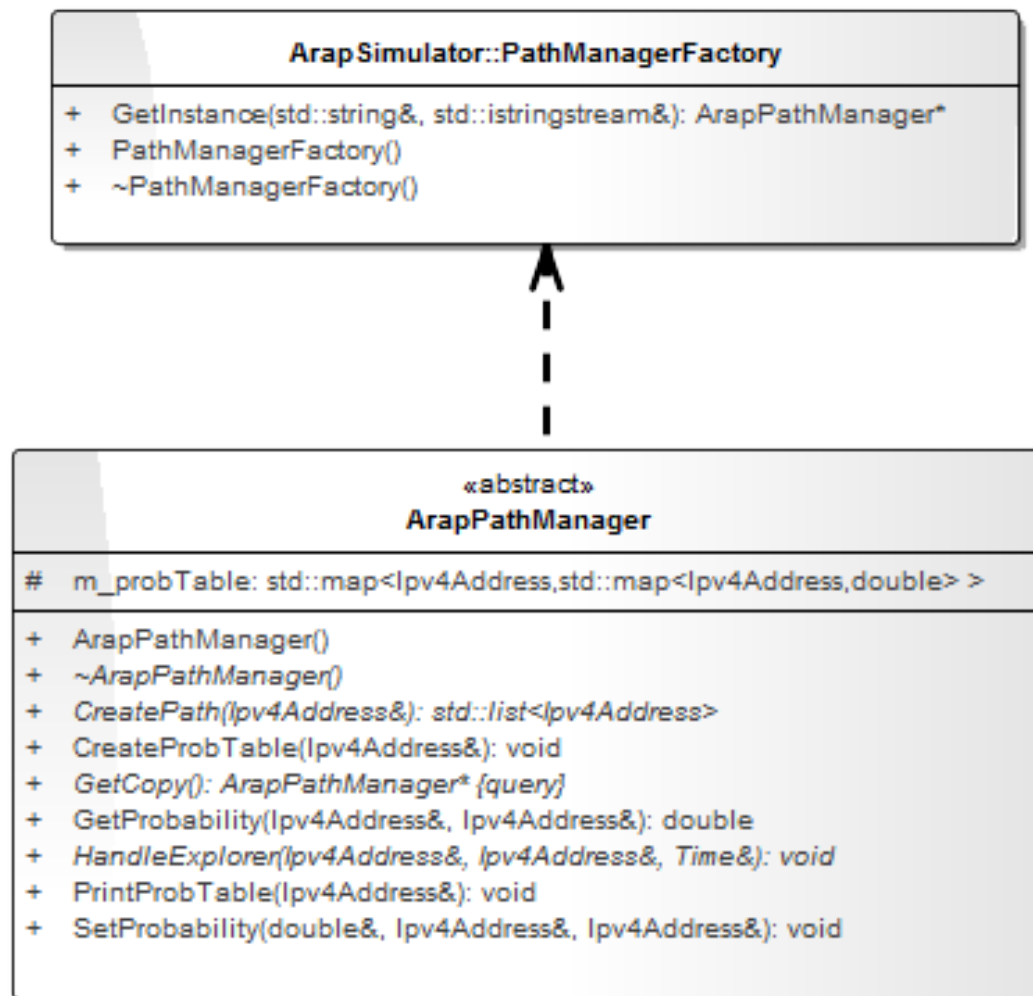 ArapSimulator::PathManagerFactory
+ GetInstance(std::string&, std::istringstream&): ArapPathManager*
+ PathManagerFactory()
+ ~PathManagerFactory()
«abstract»
ArapPathManager
# m_probTable: std::map<Ipv4Address,std::map<Ipv4Address,double> >
+ ArapPathManager()
+ ~ArapPathManager()
+ CreatePath(Ipv4Address&): std::list<Ipv4Address>
+ CreateProbTable(Ipv4Address&): void
+ GetCopy(): ArapPathManager* {query}
+ GetProbability(Ipv4Address&, Ipv4Address&): double
+ HandleExplorer(Ipv4Address&, Ipv4Address&, Time&): void
+ PrintProbTable(Ipv4Address&): void
+ SetProbability(double&, Ipv4Address&, Ipv4Address&): void